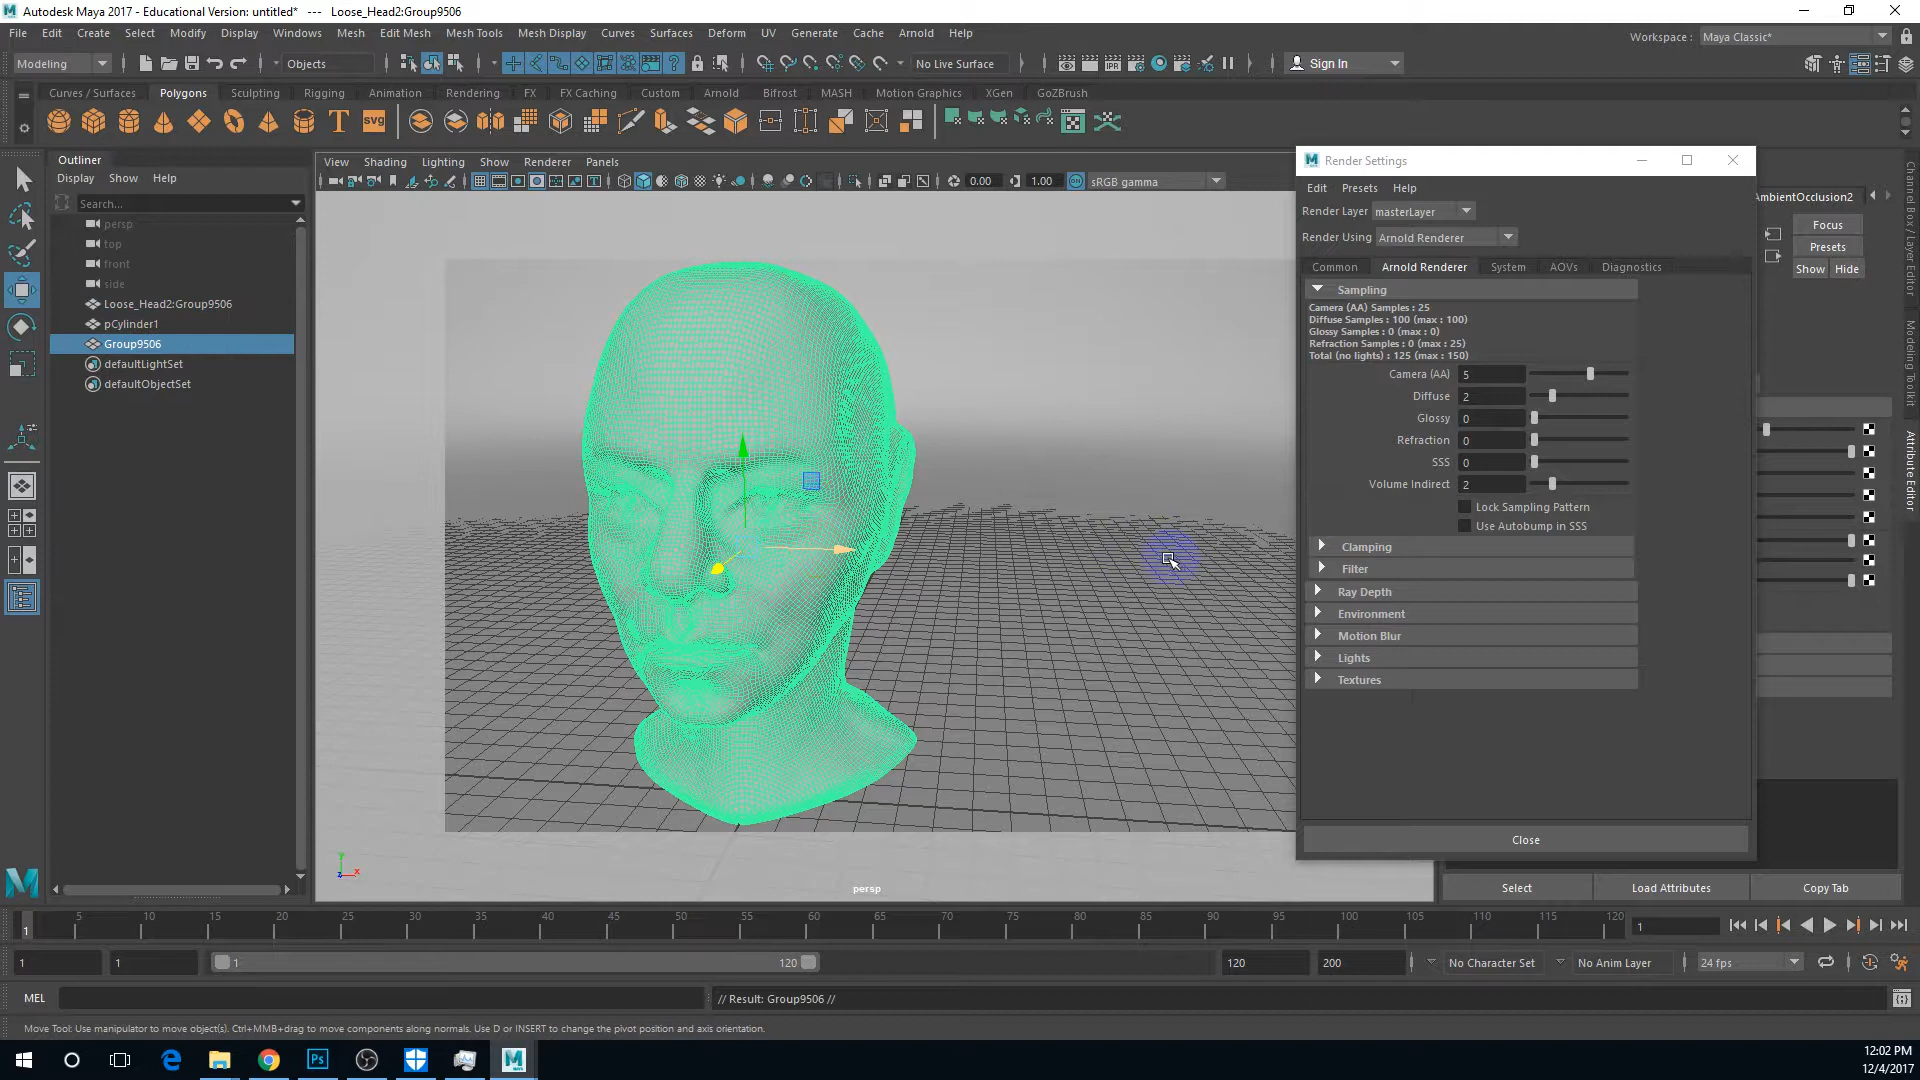 Autodesk Maya 2017 - Educational Version: untitled*   ---   Loose_Head2:Group9506
File Edit Create Select Modify Display Windows Mesh Edit Mesh Mesh Tools Mesh Display Curves Surfaces Deform UV Generate Cache Arnold Help
Workspace : Maya Classic*
Modeling Objects No Live Surface Sign In
Curves / Surfaces Polygons Sculpting Rigging Animation Rendering FX FX Caching Custom Arnold Bifrost MASH Motion Graphics XGen GoZBrush
T svg
Outliner
Display Show Help
Search...
persp
top
front
side
Loose_Head2:Group9506
pCylinder1
Group9506
defaultLightSet
defaultObjectSet
View Shading Lighting Show Renderer Panels
0.00 1.00 sRGB gamma
persp
Render Settings
Edit Presets Help
Render Layer masterLayer
Render Using Arnold Renderer
Common Arnold Renderer System AOVs Diagnostics
Sampling
Camera (AA) Samples : 25
Diffuse Samples : 100 (max : 100)
Glossy Samples : 0 (max : 0)
Refraction Samples : 0 (max : 25)
Total (no lights) : 125 (max : 150)
Camera (AA) 5
Diffuse 2
Glossy 0
Refraction 0
SSS 0
Volume Indirect 2
Lock Sampling Pattern
Use Autobump in SSS
Clamping
Filter
Ray Depth
Environment
Motion Blur
Lights
Textures
Close
AmbientOcclusion2
Focus
Presets
Show Hide
Channel Box / Layer Editor
Modeling Toolkit
Attribute Editor
Select Load Attributes Copy Tab
5 10 15 20 25 30 35 40 45 50 55 60 65 70 75 80 85 90 95 100 105 110 115 120
1 1
1 1 1 120 120 200 No Character Set No Anim Layer 24 fps
MEL // Result: Group9506 //
Move Tool: Use manipulator to move object(s). Ctrl+MMB+drag to move components along normals. Use D or INSERT to change the pivot position and axis orientation.
12:02 PM
12/4/2017